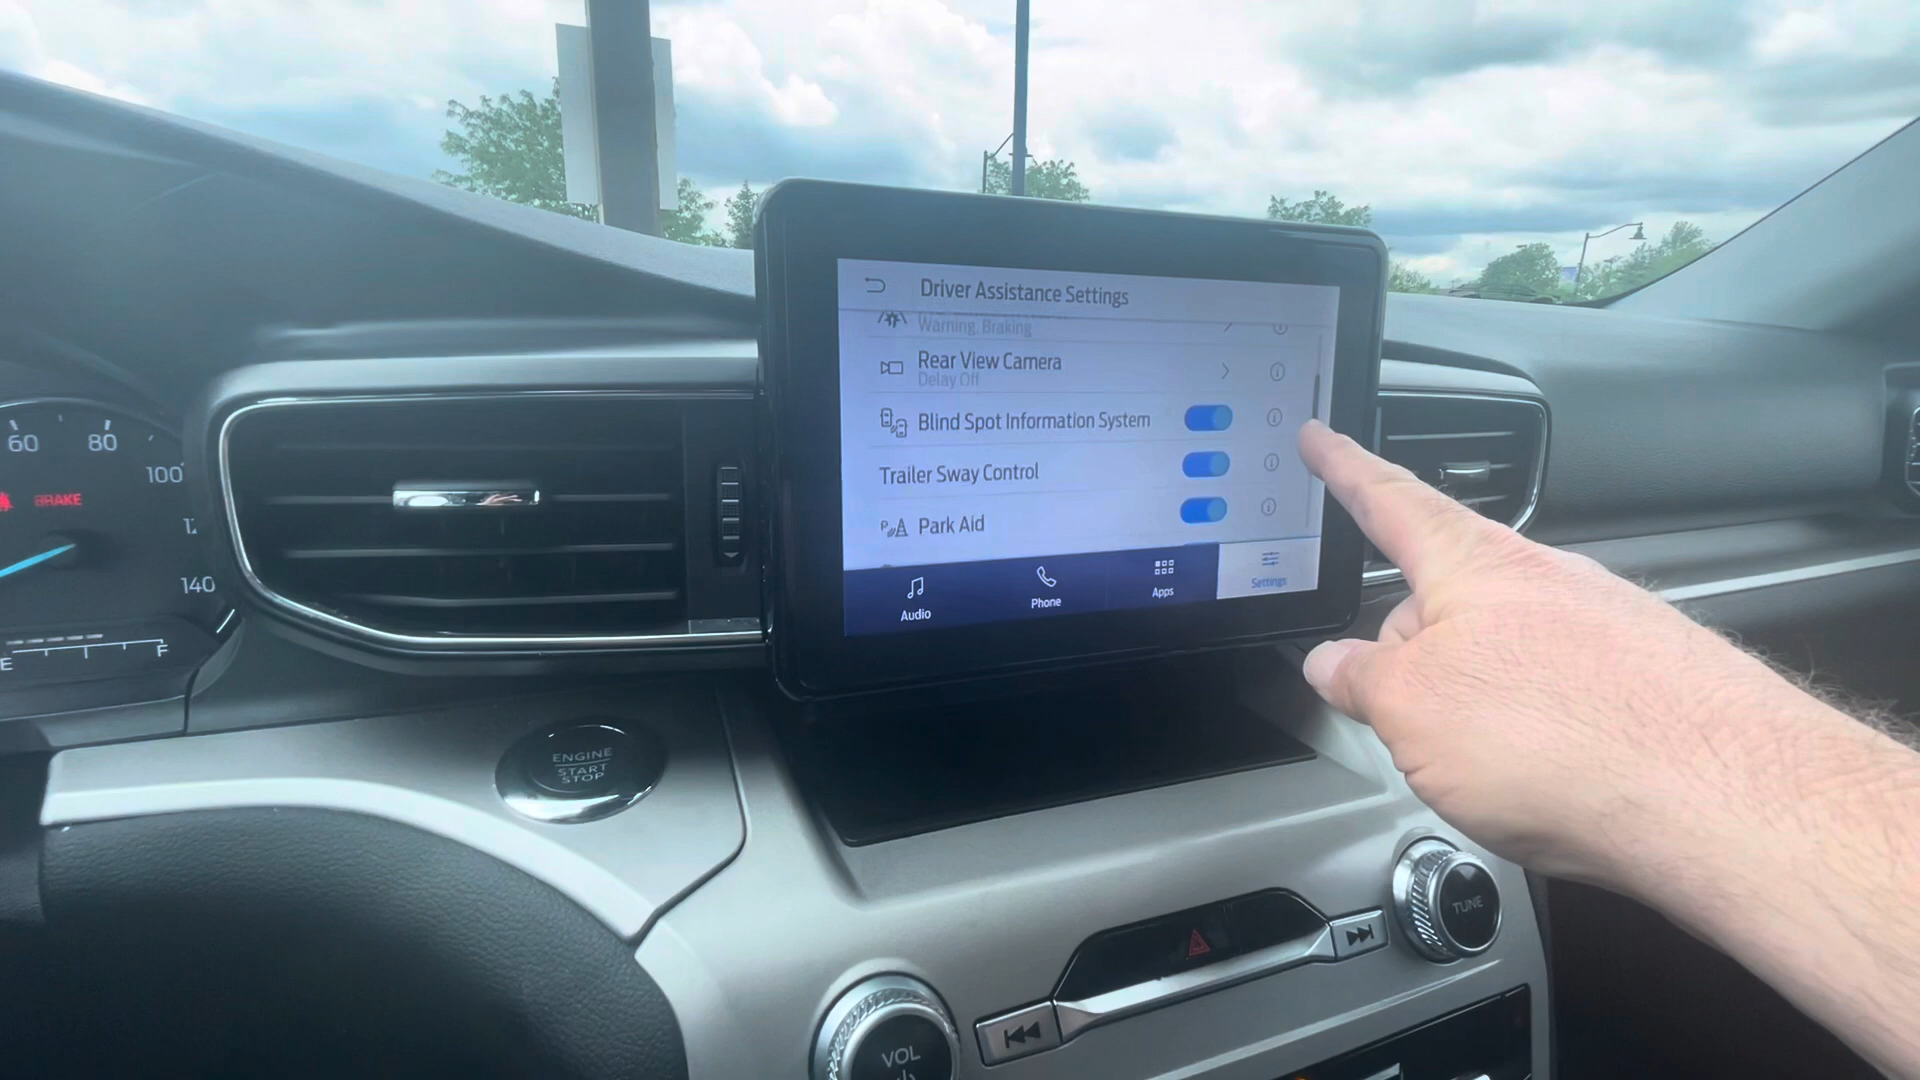 Driver Assistance Settings
Warning, Braking
Rear View Camera
Delay Off
Blind Spot Information System
Trailer Sway Control
P Park Aid
Audio
Phone
Apps
Settings
60
80
100
BRAKE
140
E
F
ENGINE
START
STOP
TUNE
VOL